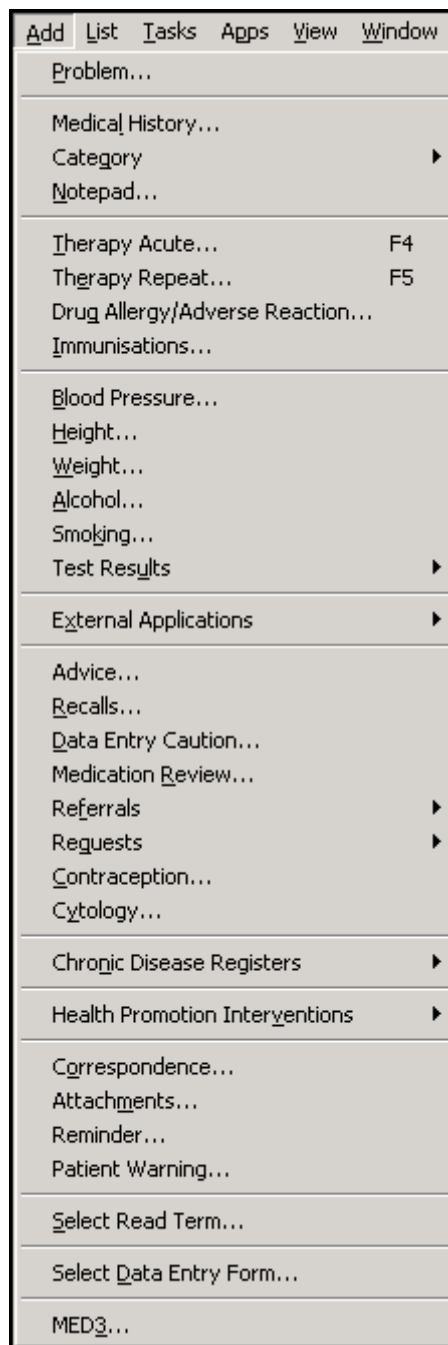 Add List Tasks Apps View Window
Problem...
Medical History...
Category
Notepad...
Therapy Acute... F4
Therapy Repeat... F5
Drug Allergy/Adverse Reaction...
Immunisations...
Blood Pressure...
Height...
Weight...
Alcohol...
Smoking...
Test Results
External Applications
Advice...
Recalls...
Data Entry Caution...
Medication Review...
Referrals
Requests
Contraception...
Cytology...
Chronic Disease Registers
Health Promotion Interventions
Correspondence...
Attachments...
Reminder...
Patient Warning...
Select Read Term...
Select Data Entry Form...
MED3...